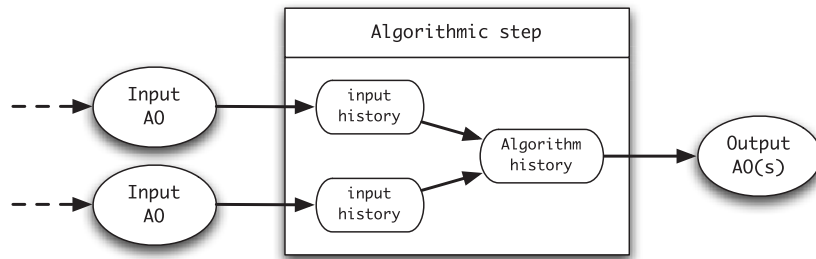 Algorithmic step
Input
AO
input
history
Algorithm
history
Output
AO(s)
Input
AO
input
history